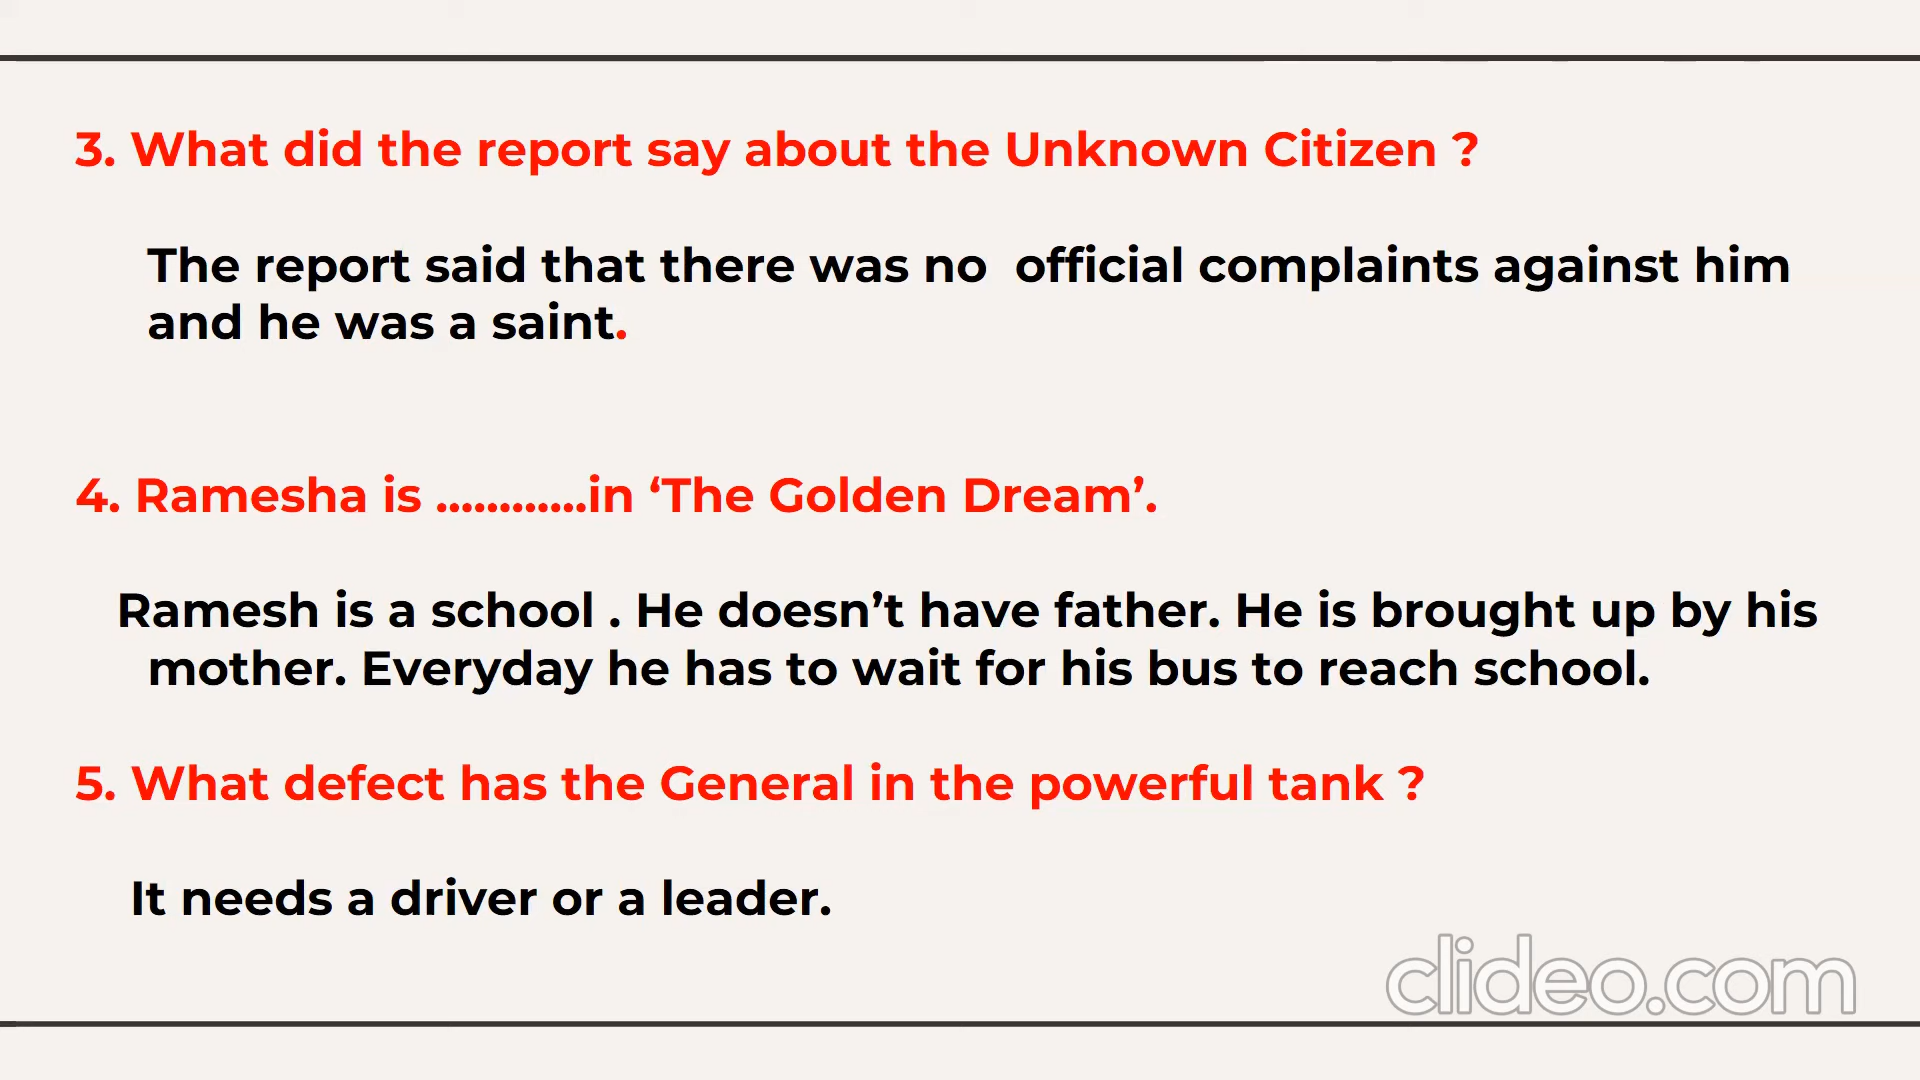 3. What did the report say about the Unknown Citizen ?
The report said that there was no  official complaints against him
and he was a saint.
4. Ramesha is ............in ‘The Golden Dream’.
Ramesh is a school . He doesn’t have father. He is brought up by his
mother. Everyday he has to wait for his bus to reach school.
5. What defect has the General in the powerful tank ?
It needs a driver or a leader.
clideo.com